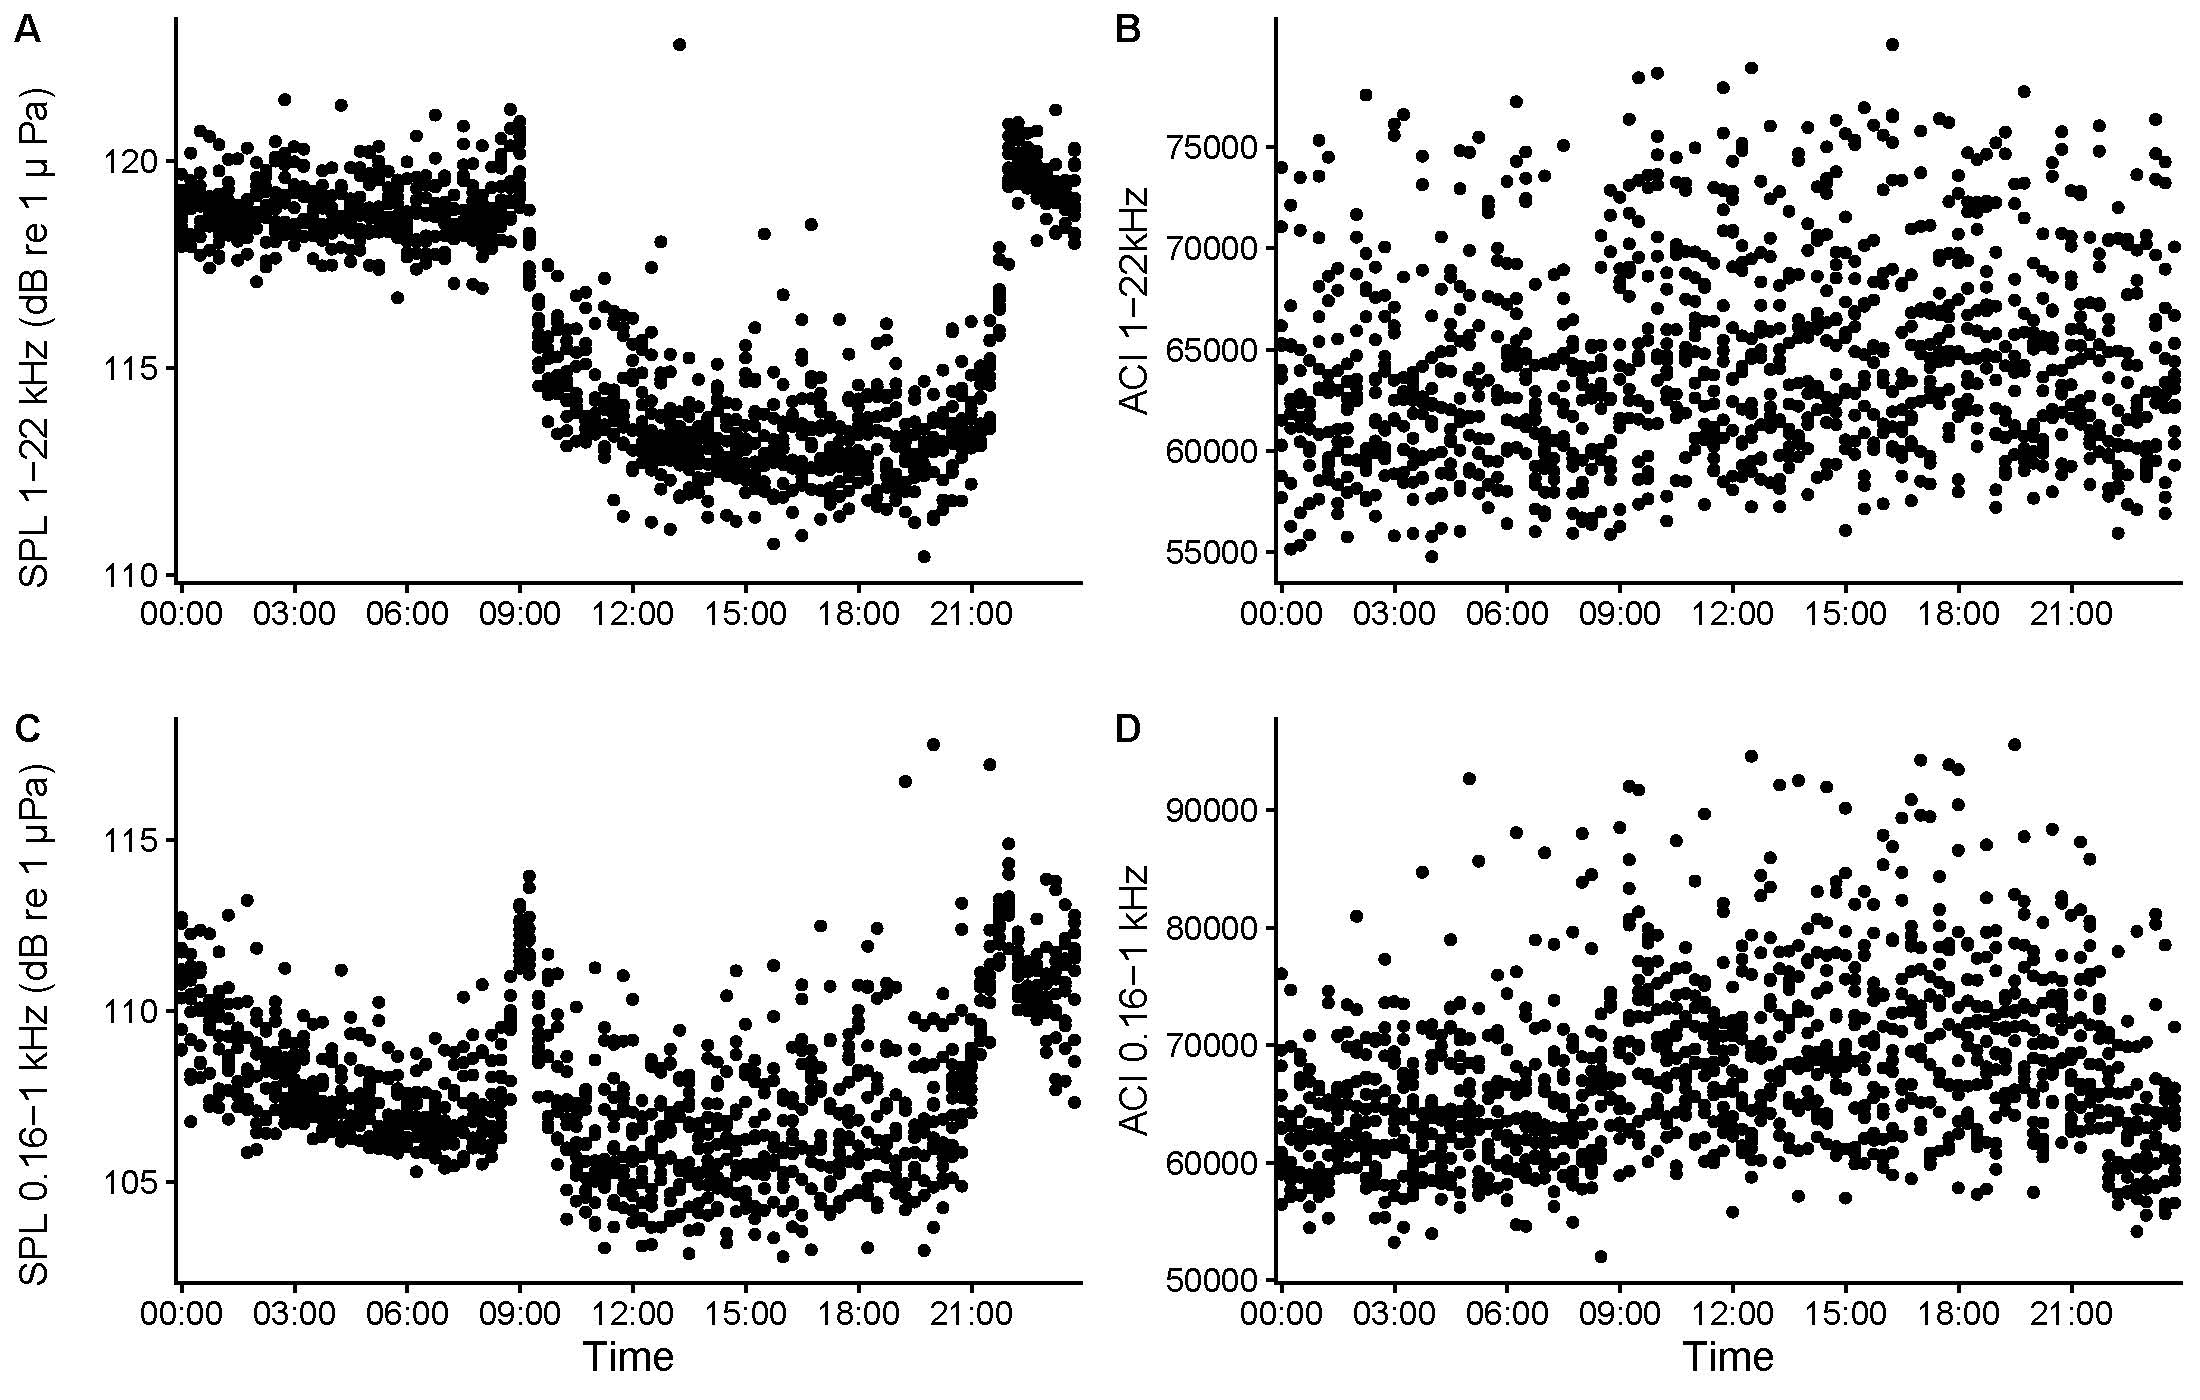 A
SPL 1−22 kHz (dB re 1 μ Pa)
120
115
110
00:00 03:00 06:00 09:00 12:00 15:00 18:00 21:00
B
ACI 1−22kHz
75000
70000
65000
60000
55000
00:00 03:00 06:00 09:00 12:00 15:00 18:00 21:00
C
SPL 0.16−1 kHz (dB re 1 μPa)
115
110
105
00:00 03:00 06:00 09:00 12:00 15:00 18:00 21:00
Time
D
ACI 0.16−1 kHz
90000
80000
70000
60000
50000
00:00 03:00 06:00 09:00 12:00 15:00 18:00 21:00
Time